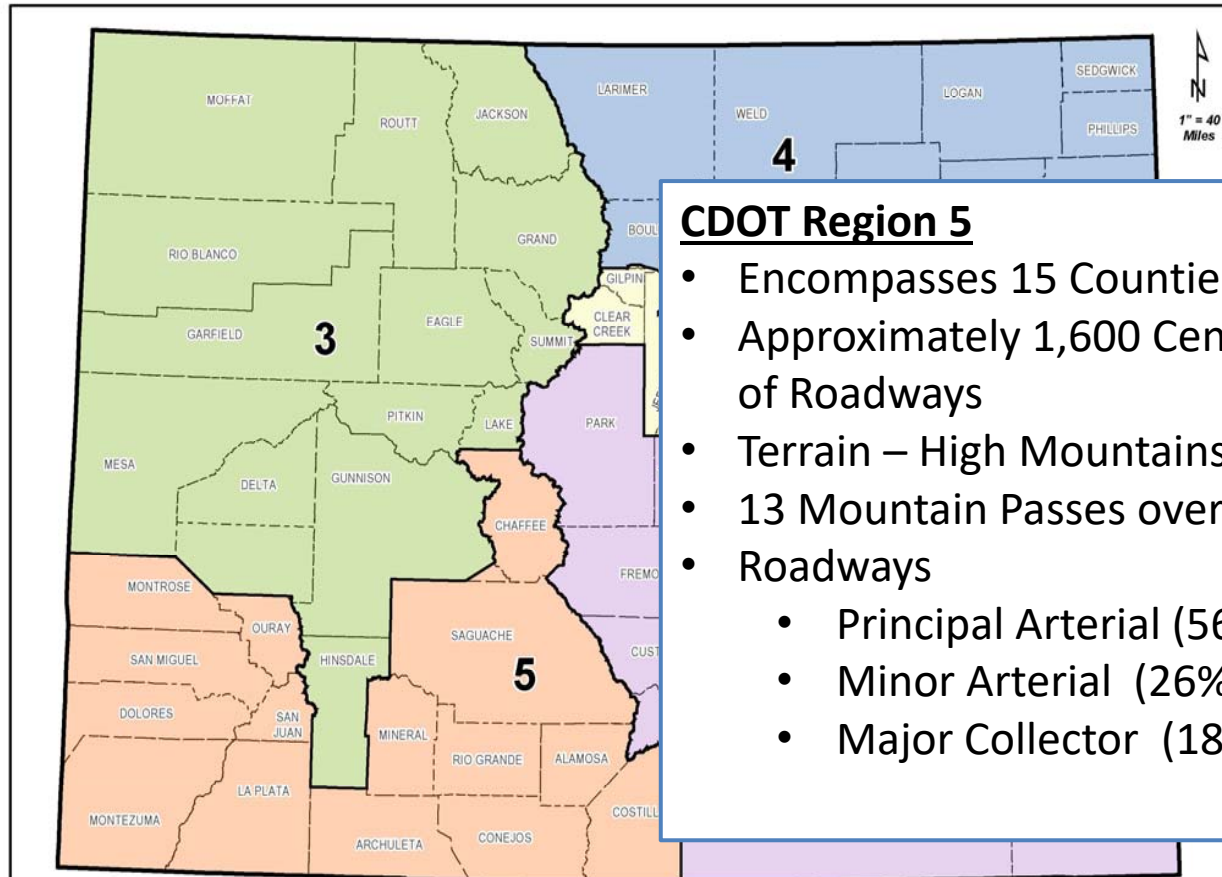 MOFFAT
ROUTT
JACKSON
LARIMER
WELD
LOGAN
SEDGWICK
PHILLIPS
N
1" = 40
Miles
4
RIO BLANCO
GRAND
BOUL
GILPIN
CLEAR
CREEK
GARFIELD
3
EAGLE
SUMMIT
PITKIN
LAKE
PARK
MESA
DELTA
GUNNISON
CHAFFEE
FREMO
MONTROSE
OURAY
SAGUACHE
CUST
SAN MIGUEL
HINSDALE
5
DOLORES
SAN
JUAN
MINERAL
RIO GRANDE
ALAMOSA
LA PLATA
COSTILL
MONTEZUMA
ARCHULETA
CONEJOS
CDOT Region 5
• Encompasses 15 Countie
• Approximately 1,600 Cen
of Roadways
• Terrain – High Mountains
• 13 Mountain Passes over
• Roadways
• Principal Arterial (56
• Minor Arterial (26%
• Major Collector (18